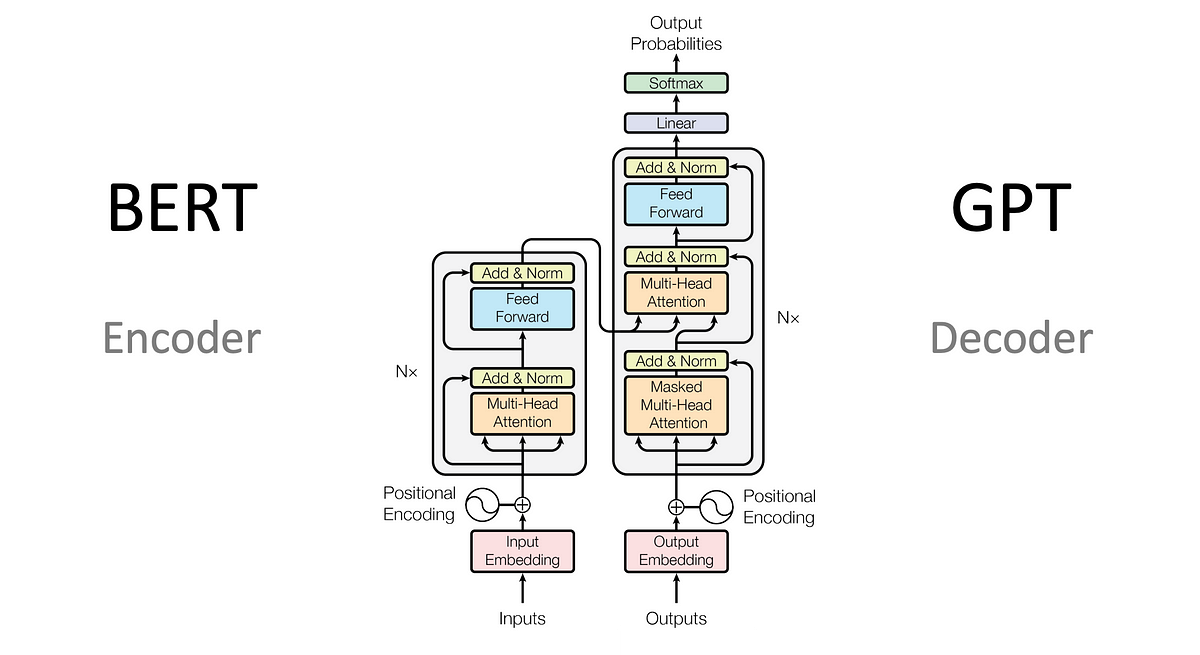 BERT
Encoder
Output
Probabilities
Softmax
Linear
Add & Norm
Feed
Forward
Add & Norm
Multi-Head
Attention
Add & Norm
Masked
Multi-Head
Attention
Nx
Positional
Encoding
Output
Embedding
Outputs
Add & Norm
Feed
Forward
Add & Norm
Multi-Head
Attention
Nx
Positional
Encoding
Input
Embedding
Inputs
GPT
Decoder